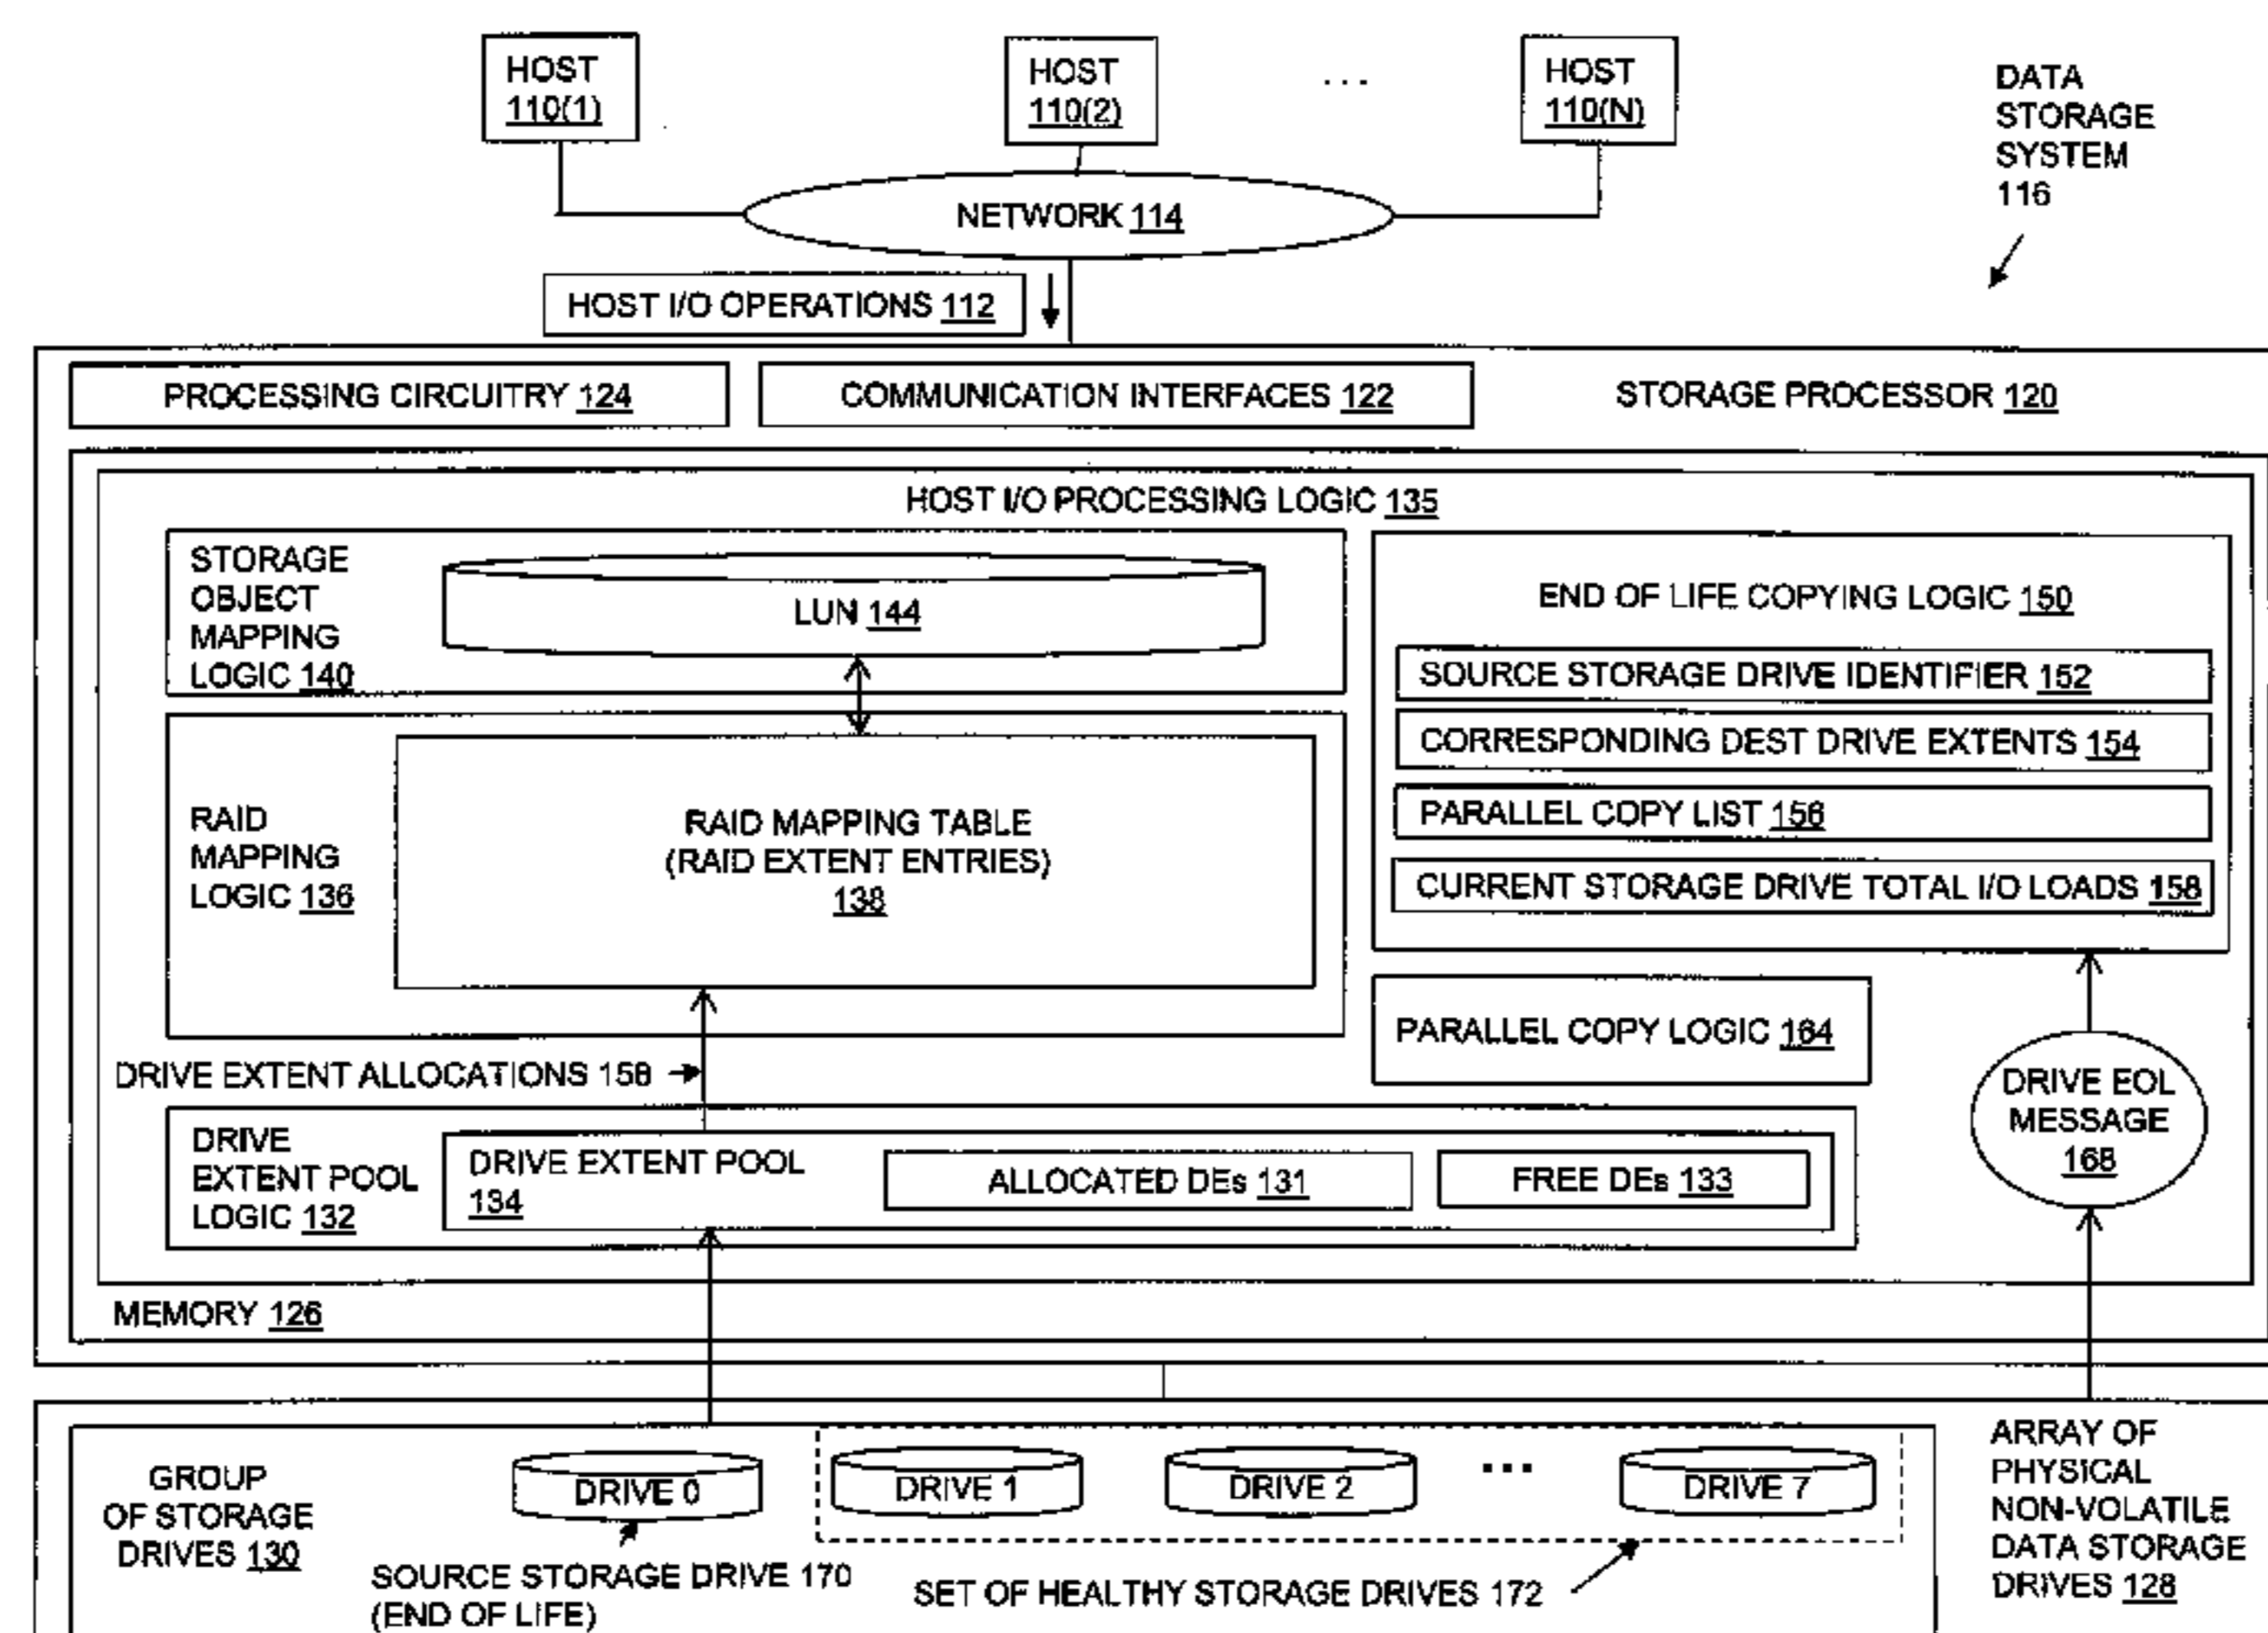 HOST
110(1)
HOST
110(2)
...
HOST
110(N)
DATA
STORAGE
SYSTEM
116
NETWORK 114
HOST I/O OPERATIONS 112
PROCESSING CIRCUITRY 124
COMMUNICATION INTERFACES 122
STORAGE PROCESSOR 120
HOST I/O PROCESSING LOGIC 135
STORAGE
OBJECT
MAPPING
LOGIC 140
LUN 144
END OF LIFE COPYING LOGIC 150
SOURCE STORAGE DRIVE IDENTIFIER 152
CORRESPONDING DEST DRIVE EXTENTS 154
PARALLEL COPY LIST 156
CURRENT STORAGE DRIVE TOTAL I/O LOADS 158
RAID
MAPPING
LOGIC 136
RAID MAPPING TABLE
(RAID EXTENT ENTRIES)
138
PARALLEL COPY LOGIC 164
DRIVE EXTENT ALLOCATIONS 158
DRIVE EOL
MESSAGE
168
DRIVE
EXTENT POOL
LOGIC 132
DRIVE EXTENT POOL
134
ALLOCATED DEs 131
FREE DEs 133
MEMORY 126
GROUP
OF STORAGE
DRIVES 130
DRIVE 0
DRIVE 1
DRIVE 2
...
DRIVE 7
SOURCE STORAGE DRIVE 170
(END OF LIFE)
SET OF HEALTHY STORAGE DRIVES 172
ARRAY OF
PHYSICAL
NON-VOLATILE
DATA STORAGE
DRIVES 128